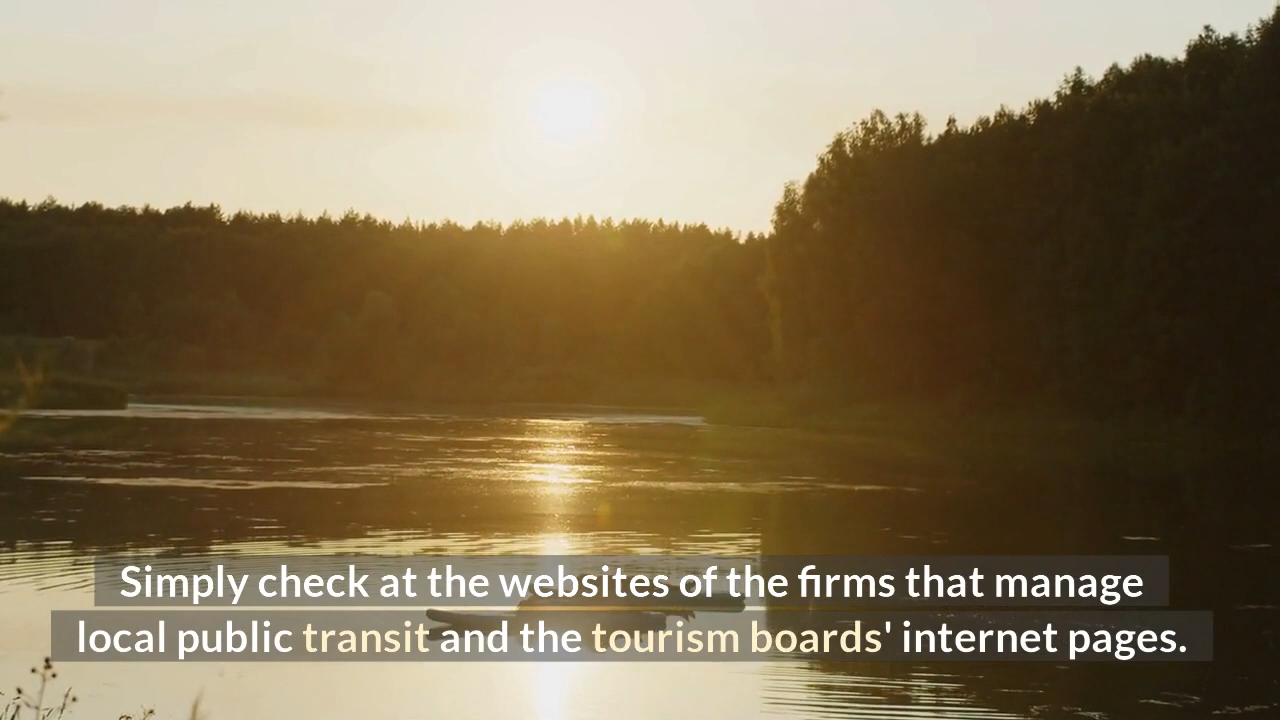 Simply check at the websites of the firms that manage
local public transit and the tourism boards' internet pages.